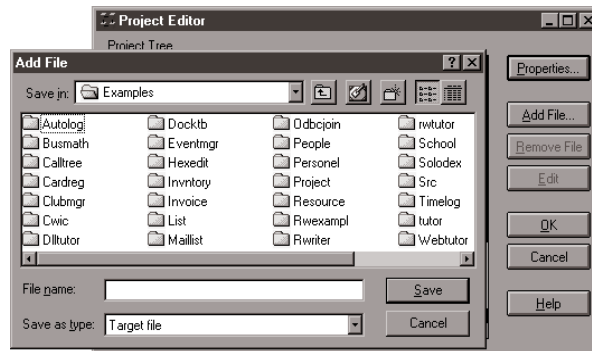 Project Editor
Project Tree
Add File
Save in: Examples
Autolog Docktb Odbcjoin rwtutor
Busmath Eventmgr People School
Calltree Hexedit Personel Solodex
Cardreg Invntory Project Src
Clubmgr Invoice Resource Timelog
Cwic List Rwexampl tutor
Dlltutor Maillist Rwriter Webtutor
File name: Save
Save as type: Target file Cancel
Properties...
Add File...
Remove File
Edit
OK
Cancel
Help